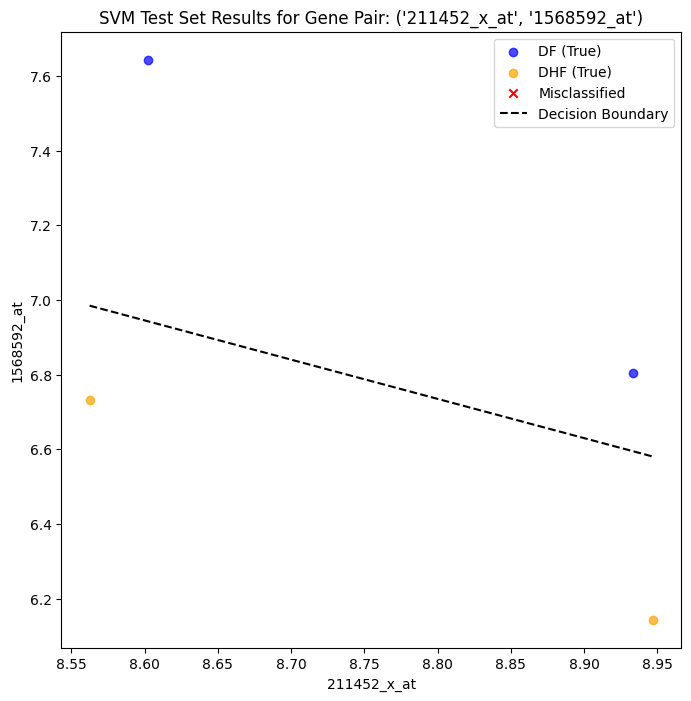 SVM Test Set Results for Gene Pair: ('211452_x_at', '1568592_at')
DF (True)
DHF (True)
Misclassified
Decision Boundary
1568592_at
7.6
7.4
7.2
7.0
6.8
6.6
6.4
6.2
8.55
8.60
8.65
8.70
8.75
8.80
8.85
8.90
8.95
211452_x_at